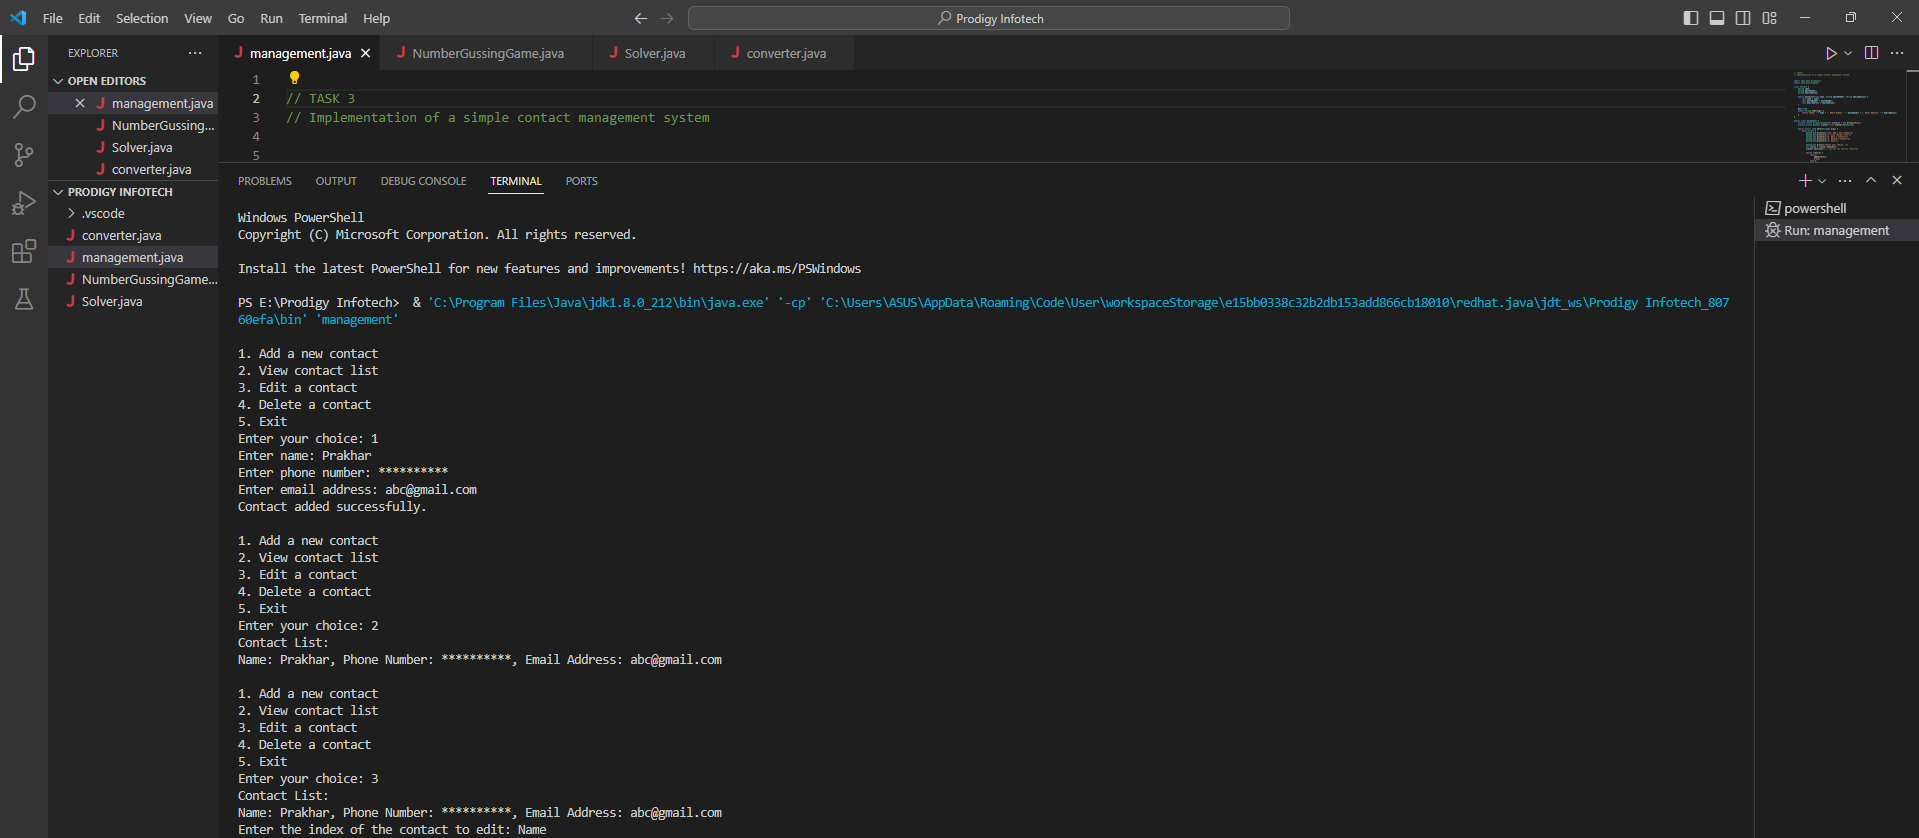 File Edit Selection View Go Run Terminal Help
Prodigy Infotech
EXPLORER
OPEN EDITORS
management.java
NumberGussing...
Solver.java
converter.java
PRODIGY INFOTECH
.vscode
converter.java
management.java
NumberGussingGame...
Solver.java
management.java NumberGussingGame.java Solver.java converter.java
1
2 // TASK 3
3 // Implementation of a simple contact management system
4
5
PROBLEMS OUTPUT DEBUG CONSOLE TERMINAL PORTS
powershell
Run: management
Windows PowerShell
Copyright (C) Microsoft Corporation. All rights reserved.
Install the latest PowerShell for new features and improvements! https://aka.ms/PSWindows
PS E:\Prodigy Infotech>  & 'C:\Program Files\Java\jdk1.8.0_212\bin\java.exe' '-cp' 'C:\Users\ASUS\AppData\Roaming\Code\User\workspaceStorage\e15bb0338c32b2db153add866cb18010\redhat.java\jdt_ws\Prodigy Infotech_807
60efa\bin' 'management'
1. Add a new contact
2. View contact list
3. Edit a contact
4. Delete a contact
5. Exit
Enter your choice: 1
Enter name: Prakhar
Enter phone number: **********
Enter email address: abc@gmail.com
Contact added successfully.
1. Add a new contact
2. View contact list
3. Edit a contact
4. Delete a contact
5. Exit
Enter your choice: 2
Contact List:
Name: Prakhar, Phone Number: **********, Email Address: abc@gmail.com
1. Add a new contact
2. View contact list
3. Edit a contact
4. Delete a contact
5. Exit
Enter your choice: 3
Contact List:
Name: Prakhar, Phone Number: **********, Email Address: abc@gmail.com
Enter the index of the contact to edit: Name